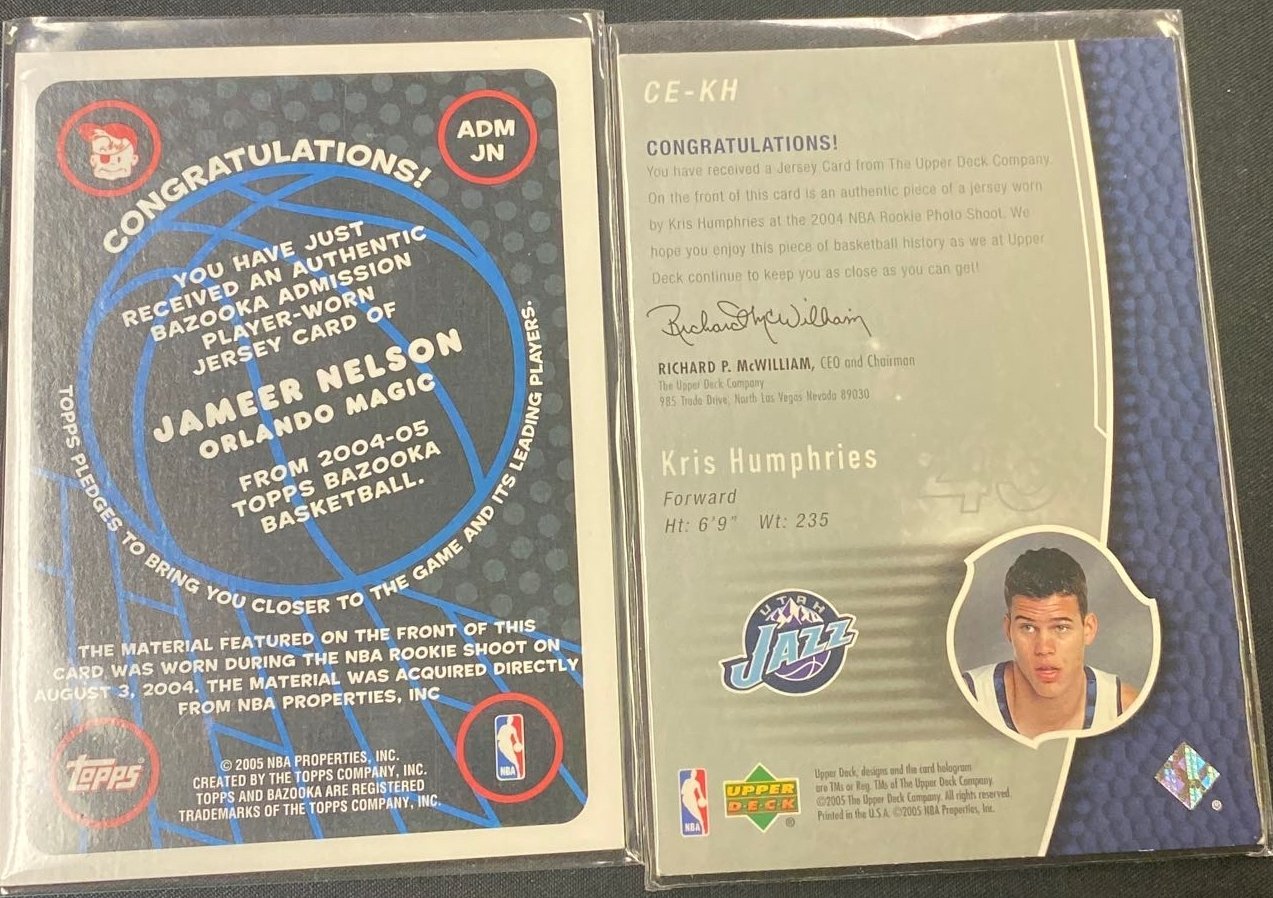 ADM
JN
CONGRATULATIONS!
YOU HAVE JUST
RECEIVED AN AUTHENTIC
BAZOOKA ADMISSION
PLAYER-WORN
JERSEY CARD OF
JAMEER NELSON
ORLANDO MAGIC
FROM 2004-05
TOPPS BAZOOKA
BASKETBALL.
TOPPS PLEDGES TO BRING YOU CLOSER TO THE GAME AND ITS LEADING PLAYERS.
THE MATERIAL FEATURED ON THE FRONT OF THIS
CARD WAS WORN DURING THE NBA ROOKIE SHOOT ON
AUGUST 3, 2004. THE MATERIAL WAS ACQUIRED DIRECTLY
FROM NBA PROPERTIES, INC
topps
NBA
© 2005 NBA PROPERTIES, INC.
CREATED BY THE TOPPS COMPANY, INC.
TOPPS AND BAZOOKA ARE REGISTERED
TRADEMARKS OF THE TOPPS COMPANY, INC.
CE-KH
CONGRATULATIONS!
You have received a Jersey Card from The Upper Deck Company.
On the front of this card is an authentic piece of a jersey worn
by Kris Humphries at the 2004 NBA Rookie Photo Shoot. We
hope you enjoy this piece of basketball history as we at Upper
Deck continue to keep you as close as you can get!
Richard McWilliam
RICHARD P. McWILLIAM, CEO and Chairman
The Upper Deck Company
985 Trade Drive, North Las Vegas Nevada 89030
43
Kris Humphries
Forward
Ht: 6'9" Wt: 235
UTAH
JAZZ
NBA
UPPER
DECK
®
Upper Deck, designs and the card hologram
are TMs or Reg. TMs of The Upper Deck Company.
©2005 The Upper Deck Company. All rights reserved.
Printed in the U.S.A. ©2005 NBA Properties, Inc.
®